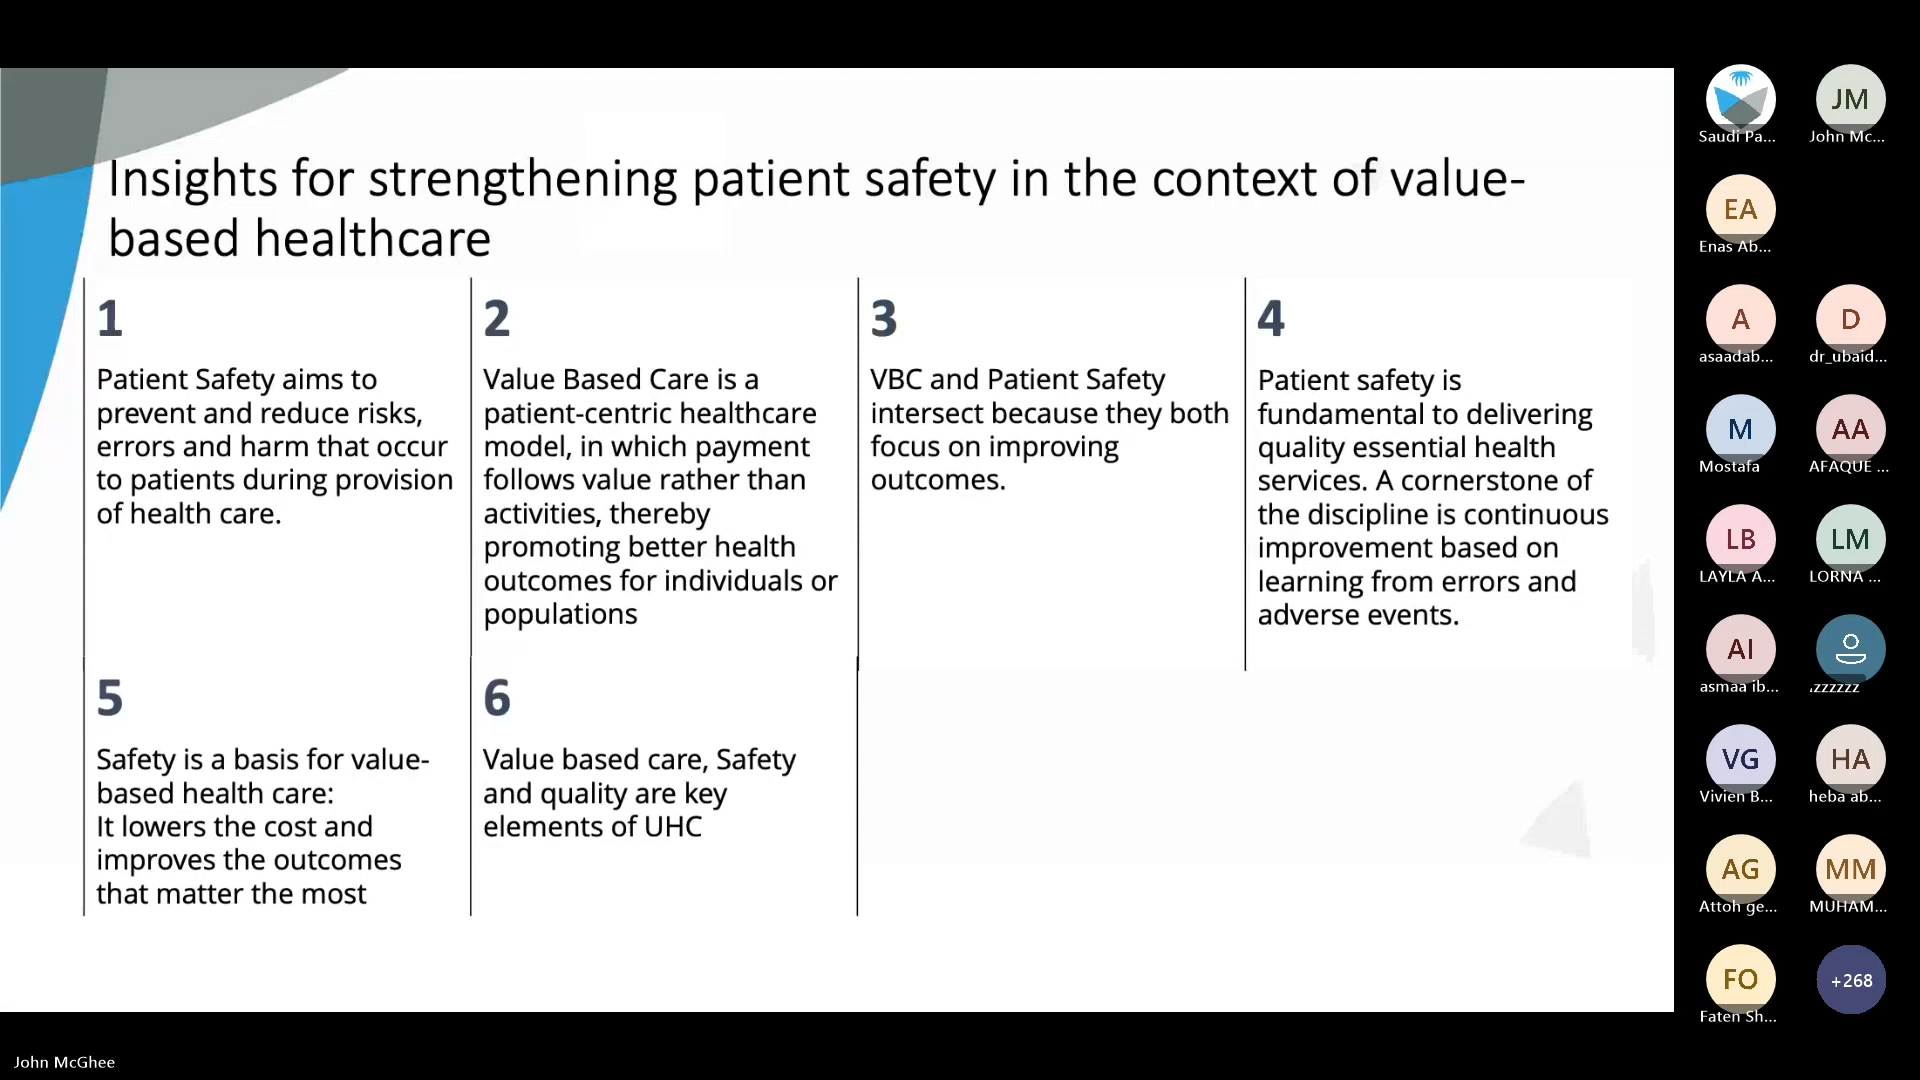 Insights for strengthening patient safety in the context of value-
based healthcare
1
Patient Safety aims to
prevent and reduce risks,
errors and harm that occur
to patients during provision
of health care.
2
Value Based Care is a
patient-centric healthcare
model, in which payment
follows value rather than
activities, thereby
promoting better health
outcomes for individuals or
populations
3
VBC and Patient Safety
intersect because they both
focus on improving
outcomes.
4
Patient safety is
fundamental to delivering
quality essential health
services. A cornerstone of
the discipline is continuous
improvement based on
learning from errors and
adverse events.
5
Safety is a basis for value-
based health care:
It lowers the cost and
improves the outcomes
that matter the most
6
Value based care, Safety
and quality are key
elements of UHC
Saudi Pa...
JM
John Mc...
EA
Enas Ab...
A
asaadab...
D
dr_ubaid...
M
Mostafa
AA
AFAQUE ...
LB
LAYLA A...
LM
LORNA ...
AI
asmaa ib...
.zzzzzz
VG
Vivien B...
HA
heba ab...
AG
Attoh ge...
MM
MUHAM...
FO
Faten Sh...
+268
John McGhee